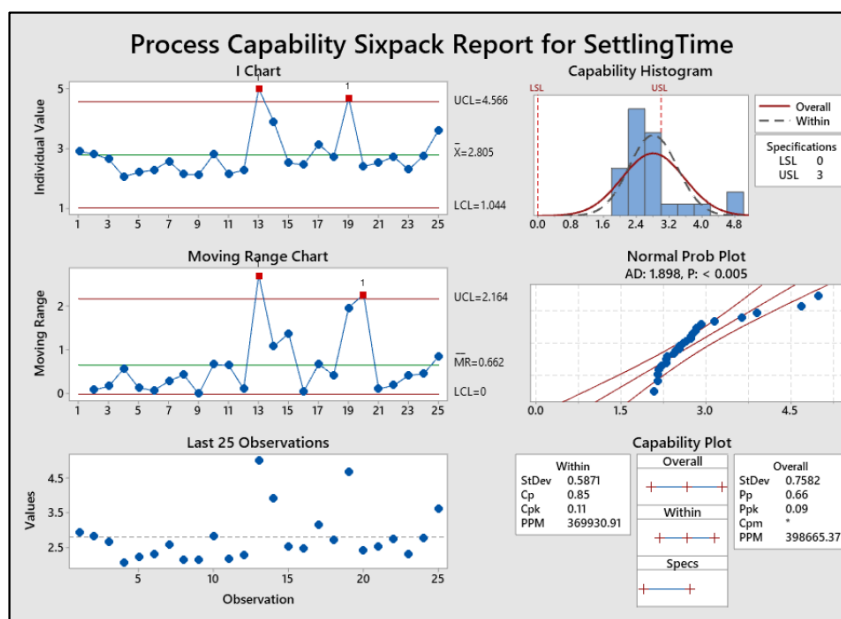 Process Capability Sixpack Report for SettlingTime
I Chart
Individual Value
5
3
1
1
1
UCL=4.566
X̄=2.805
LCL=1.044
1 3 5 7 9 11 13 15 17 19 21 23 25
Capability Histogram
LSL USL
Overall
Within
Specifications
LSL 0
USL 3
0.0 0.8 1.6 2.4 3.2 4.0 4.8
Moving Range Chart
Moving Range
2
1
0
1
1
UCL=2.164
M̄R̄=0.662
LCL=0
1 3 5 7 9 11 13 15 17 19 21 23 25
Normal Prob Plot
AD: 1.898, P: < 0.005
0.0 1.5 3.0 4.5
Last 25 Observations
Values
4.5
3.5
2.5
5 10 15 20 25
Observation
Capability Plot
Within
StDev 0.5871
Cp 0.85
Cpk 0.11
PPM 369930.91
Overall
Within
Specs
Overall
StDev 0.7582
Pp 0.66
Ppk 0.09
Cpm *
PPM 398665.37